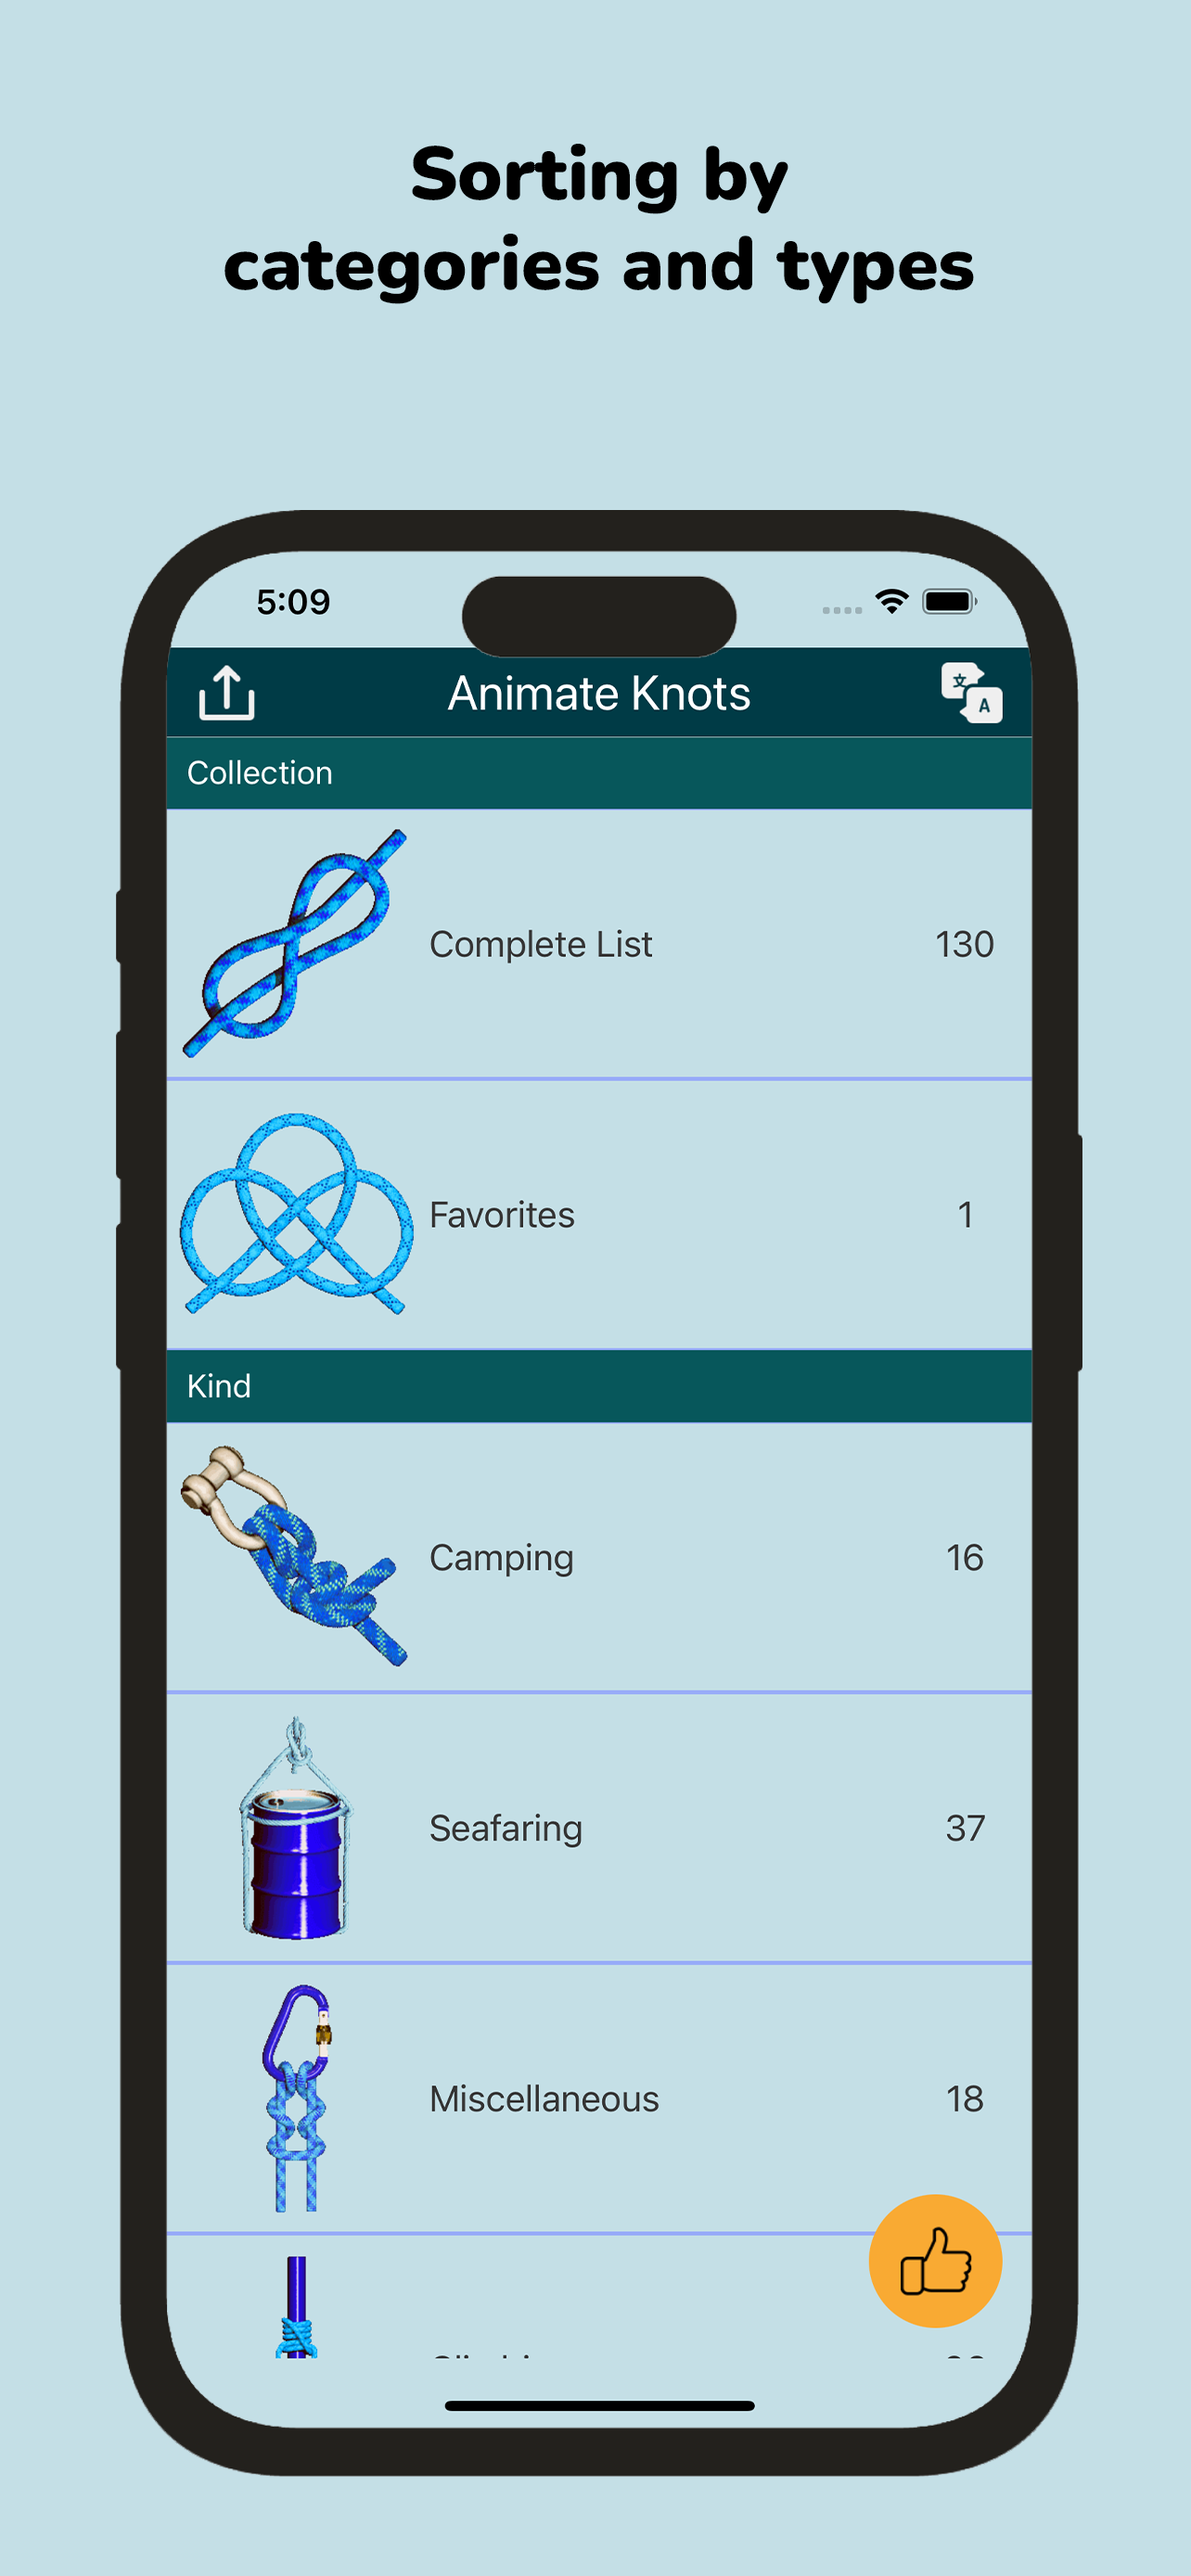 Sorting by
categories and types
5:09
Animate Knots
文
A
Collection
Complete List 130
Favorites 1
Kind
Camping 16
Seafaring 37
Miscellaneous 18